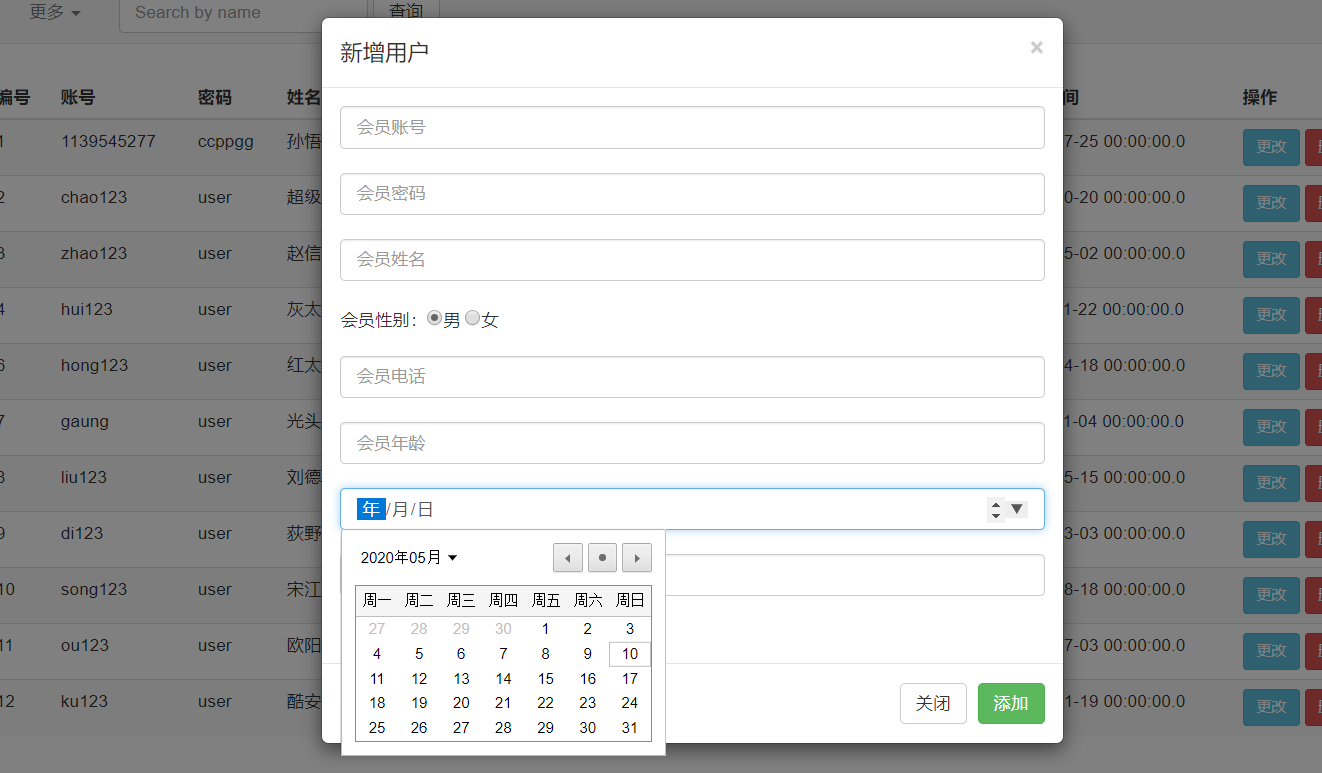 更多 Search by name 查询
新增用户 ×
编号 账号 密码 姓名 间 操作
会员账号
1 1139545277 ccppgg 孙悟 7-25 00:00:00.0 更改
会员密码
2 chao123 user 超级 0-20 00:00:00.0 更改
3 zhao123 user 赵信 会员姓名 5-02 00:00:00.0 更改
4 hui123 user 灰太 会员性别：男 女 1-22 00:00:00.0 更改
6 hong123 user 红太 会员电话 4-18 00:00:00.0 更改
7 gaung user 光头 会员年龄 1-04 00:00:00.0 更改
8 liu123 user 刘德 5-15 00:00:00.0 更改
年/月/日
9 di123 user 荻野 3-03 00:00:00.0 更改
10 song123 user 宋江 8-18 00:00:00.0 更改
11 ou123 user 欧阳 7-03 00:00:00.0 更改
12 ku123 user 酷安 1-19 00:00:00.0 更改
2020年05月
周一 周二 周三 周四 周五 周六 周日
27 28 29 30 1 2 3
4 5 6 7 8 9 10
11 12 13 14 15 16 17
18 19 20 21 22 23 24
25 26 27 28 29 30 31
关闭 添加